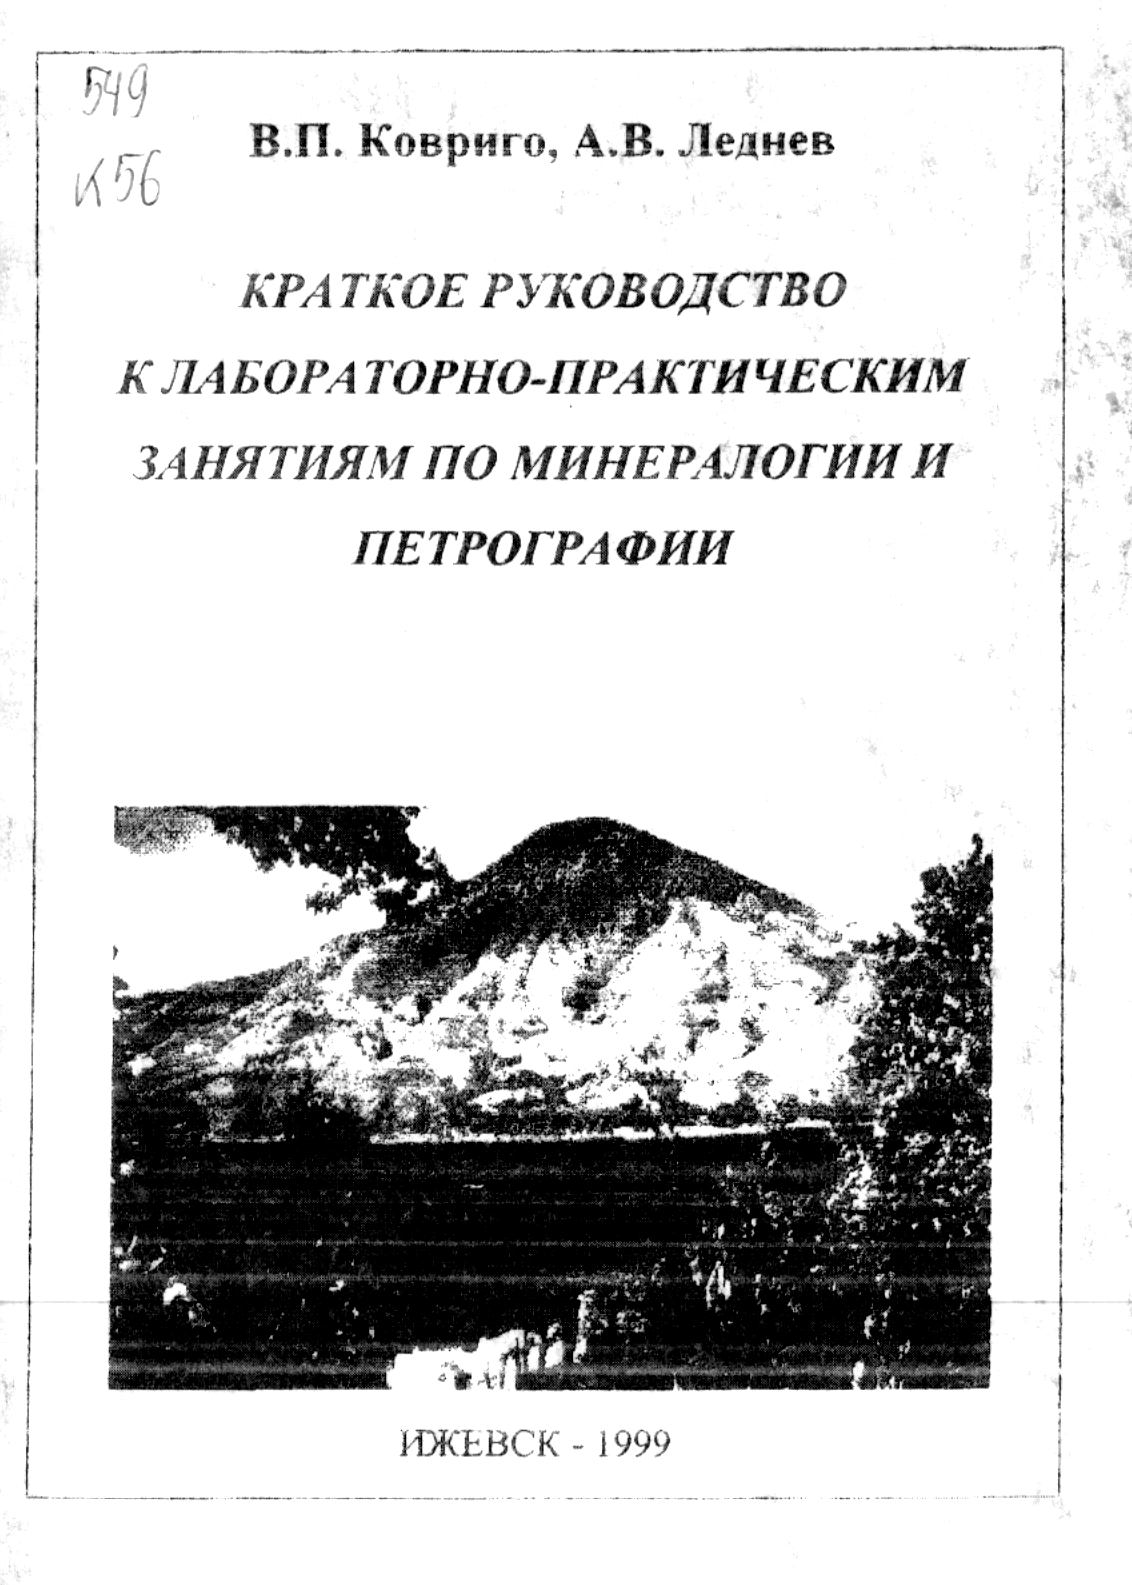 549
К56
В.П. Ковриго, А.В. Леднев
КРАТКОЕ РУКОВОДСТВО
К ЛАБОРАТОРНО-ПРАКТИЧЕСКИМ
ЗАНЯТИЯМ ПО МИНЕРАЛОГИИ И
ПЕТРОГРАФИИ
ИЖЕВСК - 1999